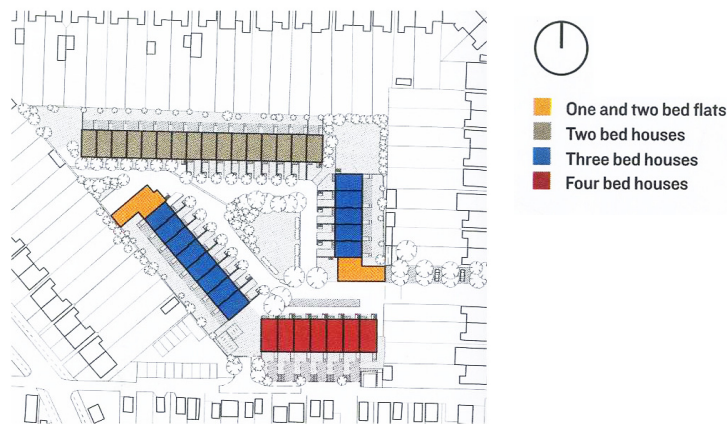 One and two bed flats
Two bed houses
Three bed houses
Four bed houses